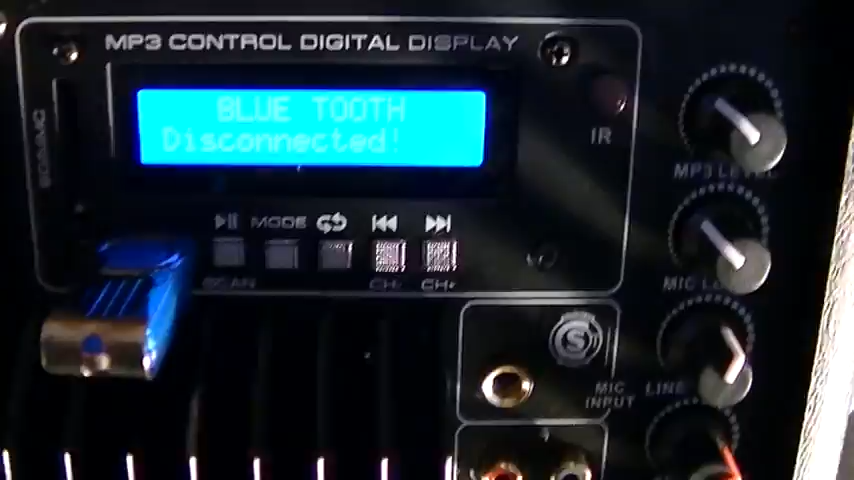 MP3 CONTROL DIGITAL DISPLAY
BLUE TOOTH
Disconnected!
IR
MP3 LEVEL
MODE
SCAN
CH-
CH+
S
MIC
INPUT
LINE